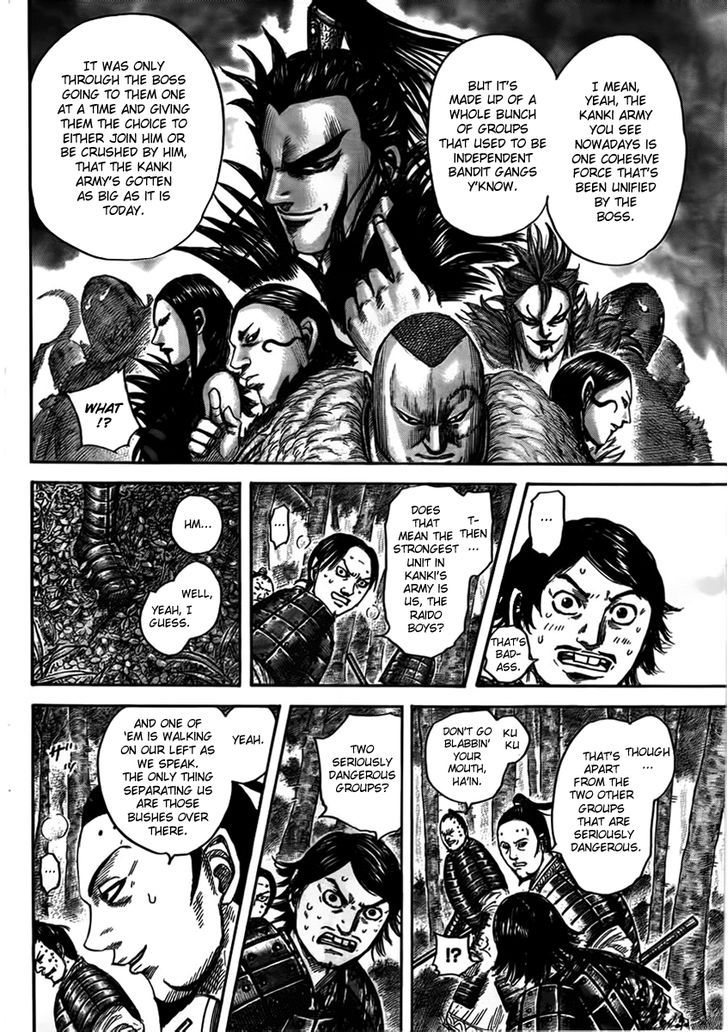 I MEAN,
YEAH, THE
KANKI ARMY
YOU SEE
NOWADAYS IS
ONE COHESIVE
FORCE THAT'S
BEEN UNIFIED
BY THE
BOSS.
BUT IT'S
MADE UP OF A
WHOLE BUNCH
OF GROUPS
THAT USED TO BE
INDEPENDENT
BANDIT GANGS
Y'KNOW.
IT WAS ONLY
THROUGH THE BOSS
GOING TO THEM ONE
AT A TIME AND GIVING
THEM THE CHOICE TO
EITHER JOIN HIM OR
BE CRUSHED BY HIM,
THAT THE KANKI
ARMY'S GOTTEN
AS BIG AS IT IS
TODAY.
WHAT
!?
...
THAT'S
BAD-
ASS.
T-
THEN
...
DOES
THAT
MEAN THE
STRONGEST
UNIT IN
KANKI'S
ARMY IS
US, THE
RAIDO
BOYS?
...
HM...
WELL,
YEAH, I
GUESS.
THOUGH
...
THAT'S
APART
FROM THE
TWO OTHER
GROUPS
THAT ARE
SERIOUSLY
DANGEROUS.
KU
KU
DON'T GO
BLABBIN'
YOUR
MOUTH,
HA'IN.
!?
TWO
SERIOUSLY
DANGEROUS
GROUPS?
YEAH.
AND ONE OF
'EM IS WALKING
ON OUR LEFT AS
WE SPEAK.
THE ONLY THING
SEPARATING US
ARE THOSE
BUSHES OVER
THERE.